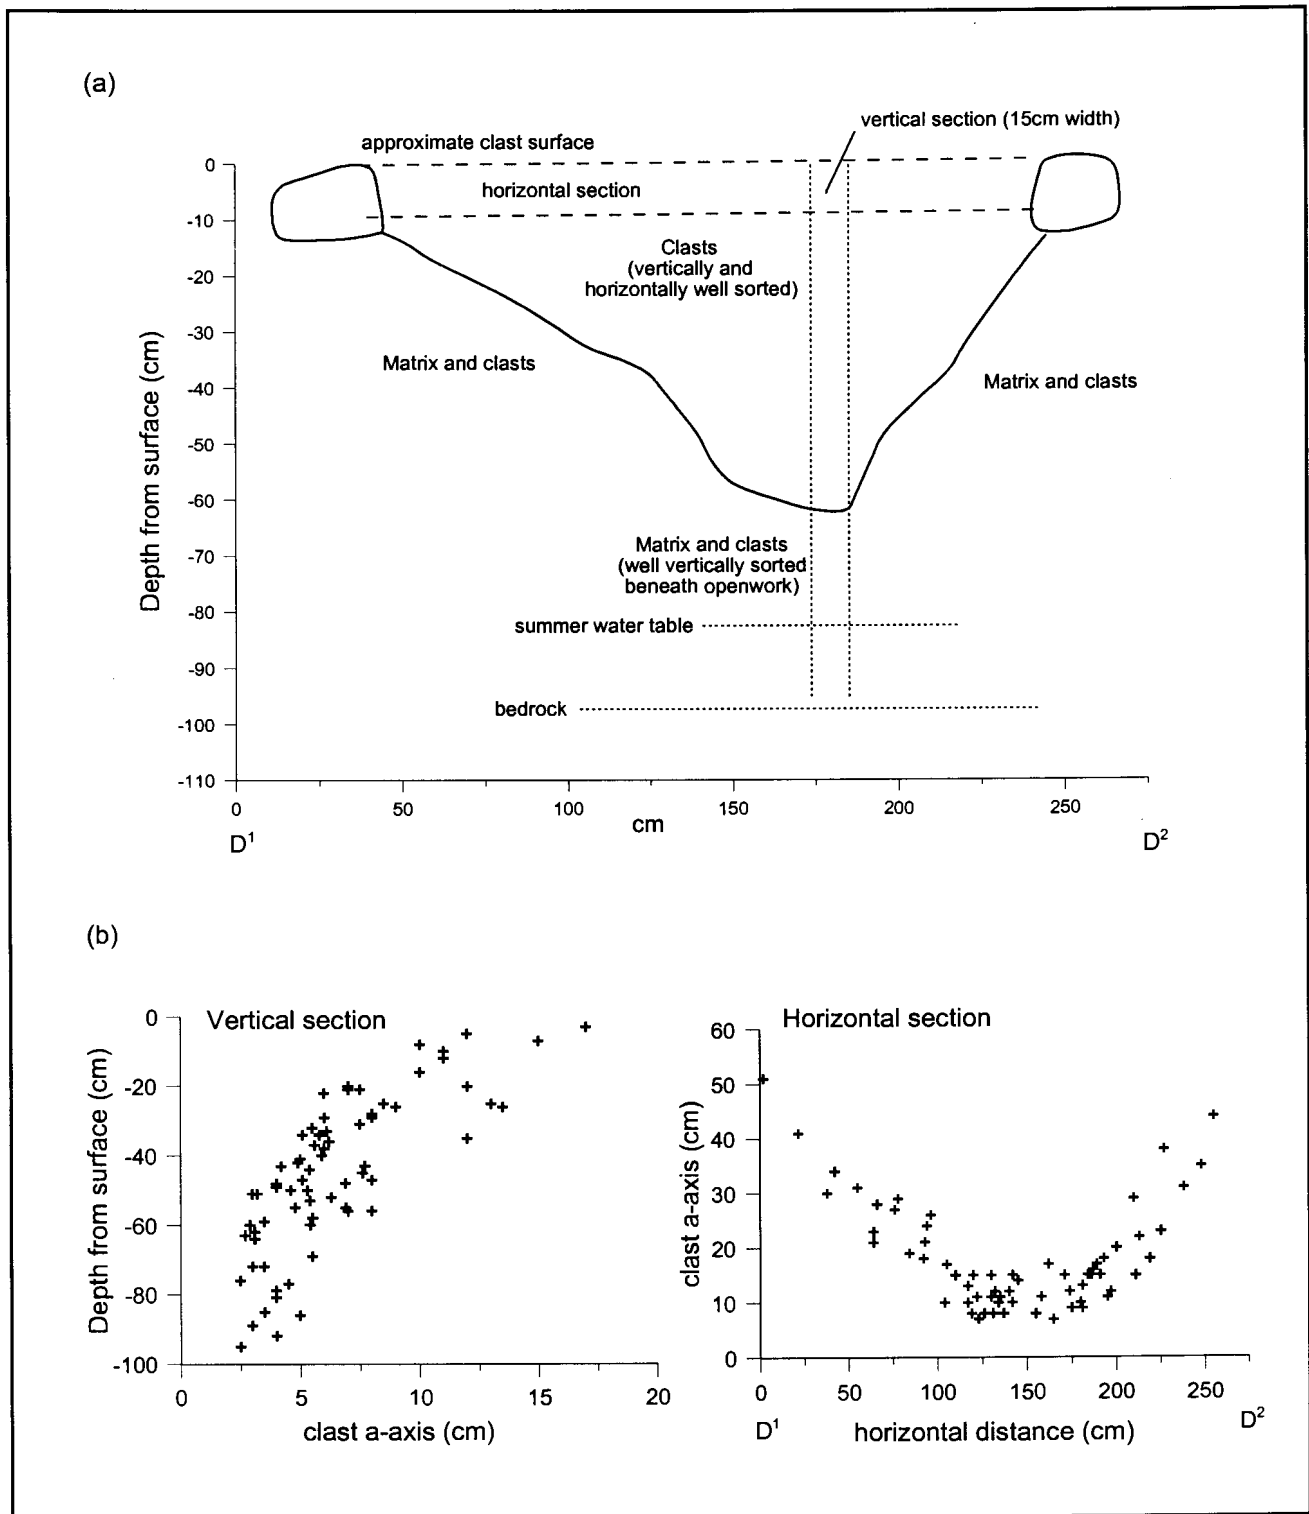 (a)
vertical section (15cm width)
approximate clast surface
horizontal section
Clasts
(vertically and
horizontally well sorted)
Matrix and clasts
Matrix and clasts
Matrix and clasts
(well vertically sorted
beneath openwork)
summer water table
bedrock
Depth from surface (cm)
0
-10
-20
-30
-40
-50
-60
-70
-80
-90
-100
-110
0 50 100 150 200 250
cm
D¹ D²
(b)
Vertical section
Depth from surface (cm)
0
-20
-40
-60
-80
-100
0 5 10 15 20
clast a-axis (cm)
Horizontal section
clast a-axis (cm)
60
50
40
30
20
10
0
0 50 100 150 200 250
D¹ horizontal distance (cm) D²